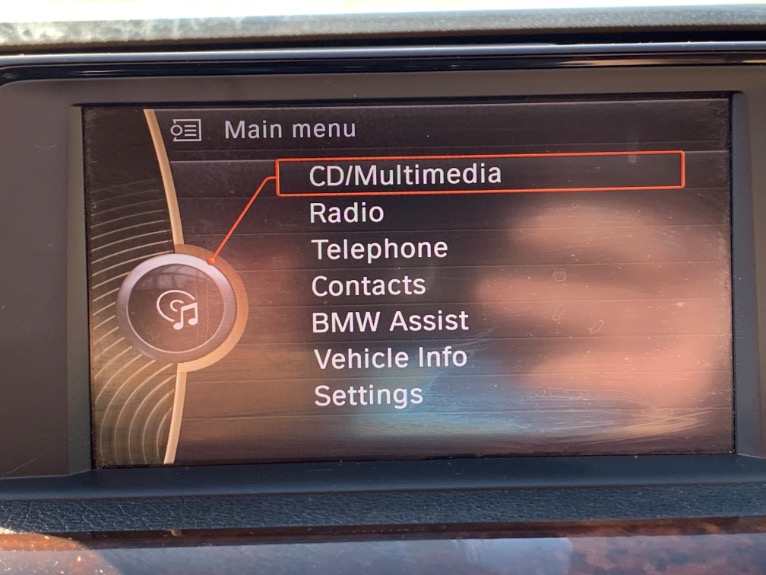 Main menu
CD/Multimedia
Radio
Telephone
Contacts
BMW Assist
Vehicle Info
Settings